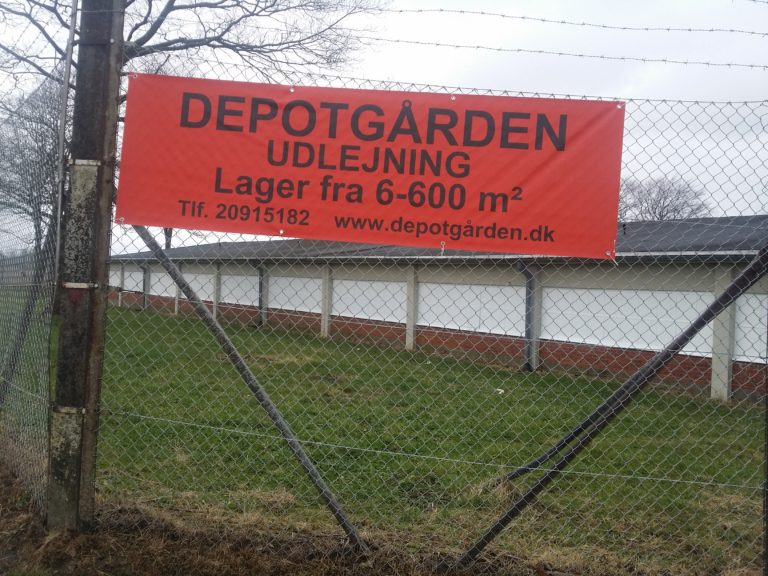 DEPOTGÅRDEN
UDLEJNING
Lager fra 6-600 m²
Tlf. 20915182 www.depotgården.dk